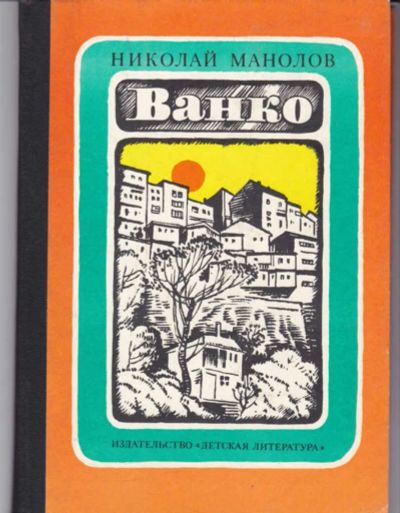 НИКОЛАЙ МАНОЛОВ
Ванко
ИЗДАТЕЛЬСТВО «ДЕТСКАЯ ЛИТЕРАТУРА»